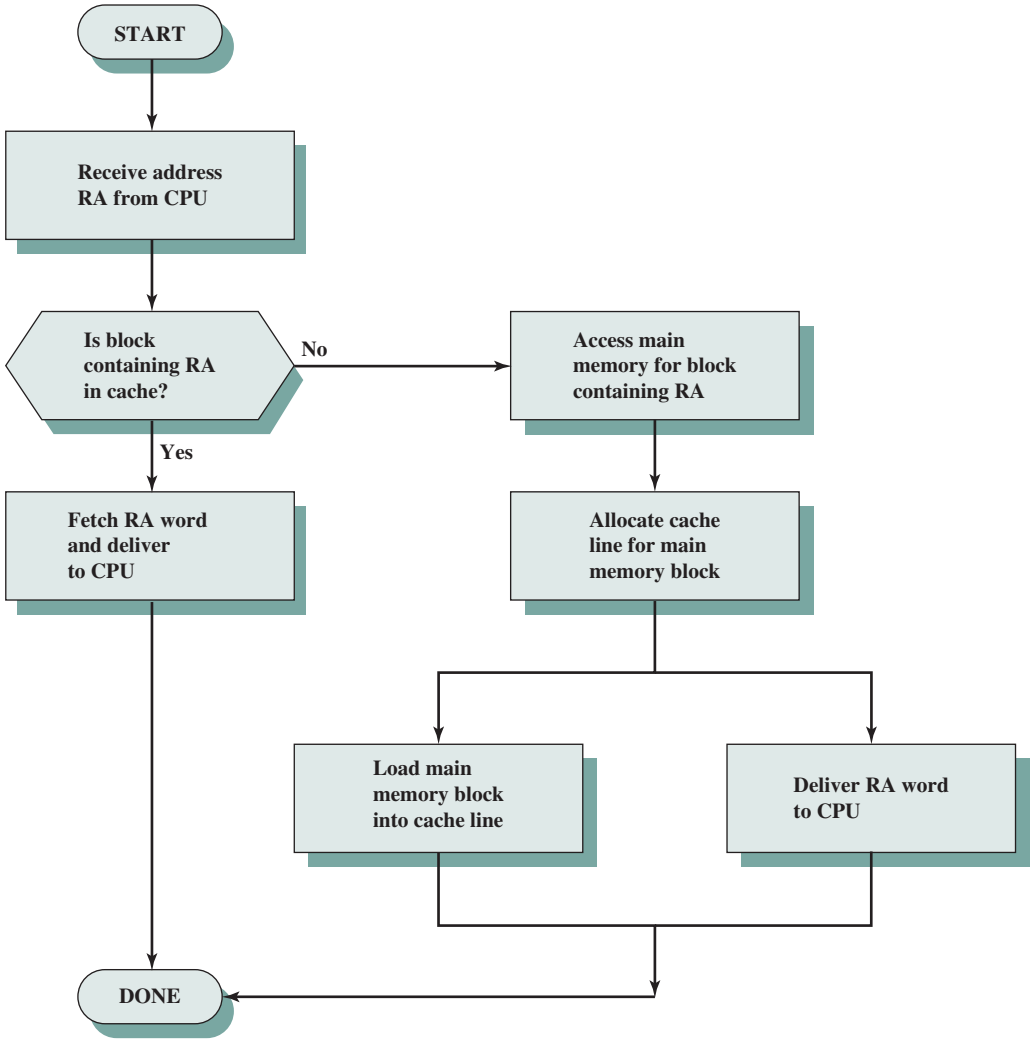 START
Receive address
RA from CPU
Is block
containing RA
in cache?
No
Access main
memory for block
containing RA
Yes
Fetch RA word
and deliver
to CPU
Allocate cache
line for main
memory block
Load main
memory block
into cache line
Deliver RA word
to CPU
DONE